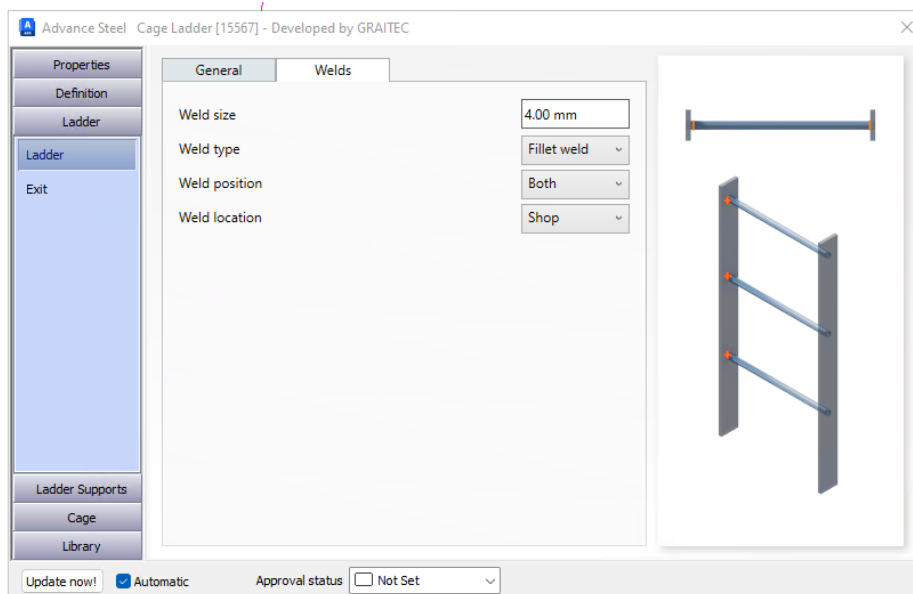 Advance Steel Cage Ladder [15567] - Developed by GRAITEC
Properties
Definition
Ladder
Ladder
Exit
Ladder Supports
Cage
Library
General
Welds
Weld size
4.00 mm
Weld type
Fillet weld
Weld position
Both
Weld location
Shop
Update now!
Automatic
Approval status
Not Set